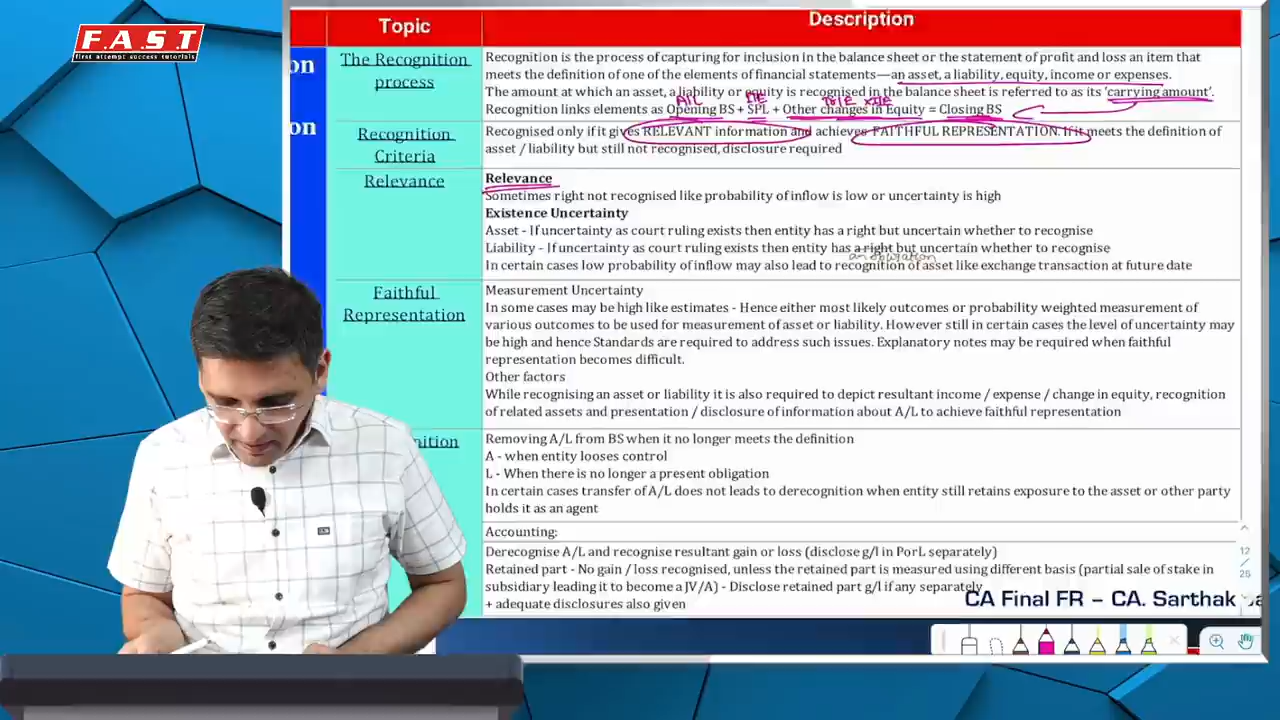 F.A.S.T
first attempt success tutorials
Topic
Description
on
on
The Recognition
process
Recognition is the process of capturing for inclusion in the balance sheet or the statement of profit and loss an item that
meets the definition of one of the elements of financial statements—an asset, a liability, equity, income or expenses.
The amount at which an asset, a liability or equity is recognised in the balance sheet is referred to as its 'carrying amount'.
A/L
Recognition links elements as Opening BS + SPL + Other changes in Equity = Closing BS
Recognition
Criteria
Recognised only if it gives RELEVANT information and achieves FAITHFUL REPRESENTATION. If it meets the definition of
asset / liability but still not recognised, disclosure required
Relevance
Relevance
Sometimes right not recognised like probability of inflow is low or uncertainty is high
Existence Uncertainty
Asset - If uncertainty as court ruling exists then entity has a right but uncertain whether to recognise
Liability - If uncertainty as court ruling exists then entity has a right but uncertain whether to recognise
an obligation
In certain cases low probability of inflow may also lead to recognition of asset like exchange transaction at future date
Faithful
Representation
Measurement Uncertainty
In some cases may be high like estimates - Hence either most likely outcomes or probability weighted measurement of
various outcomes to be used for measurement of asset or liability. However still in certain cases the level of uncertainty may
be high and hence Standards are required to address such issues. Explanatory notes may be required when faithful
representation becomes difficult.
Other factors
While recognising an asset or liability it is also required to depict resultant income / expense / change in equity, recognition
of related assets and presentation / disclosure of information about A/L to achieve faithful representation
nition
Removing A/L from BS when it no longer meets the definition
A - when entity looses control
L - When there is no longer a present obligation
In certain cases transfer of A/L does not leads to derecognition when entity still retains exposure to the asset or other party
holds it as an agent
Accounting:
Derecognise A/L and recognise resultant gain or loss (disclose g/l in PorL separately)
Retained part - No gain / loss recognised, unless the retained part is measured using different basis (partial sale of stake in
subsidiary leading it to become a JV/A) - Disclose retained part g/l if any separately
+ adequate disclosures also given
12
/
26
CA Final FR – CA. Sarthak